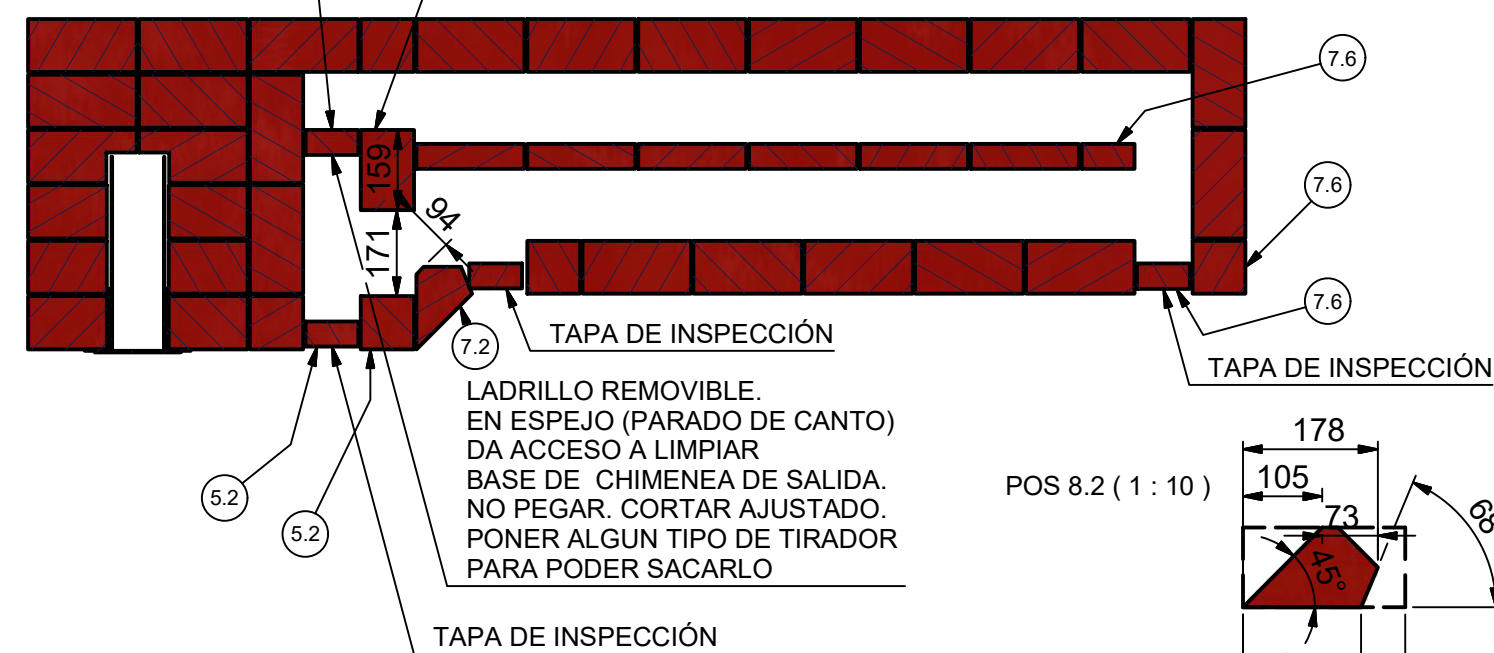 7.6
159
94
7.6
171
7.6
7.2
TAPA DE INSPECCIÓN
TAPA DE INSPECCIÓN
LADRILLO REMOVIBLE.
EN ESPEJO (PARADO DE CANTO)
DA ACCESO A LIMPIAR
BASE DE CHIMENEA DE SALIDA.
NO PEGAR. CORTAR AJUSTADO.
PONER ALGUN TIPO DE TIRADOR
PARA PODER SACARLO
5.2
5.2
TAPA DE INSPECCIÓN
POS 8.2 ( 1 : 10 )
178
105
73
68
45°